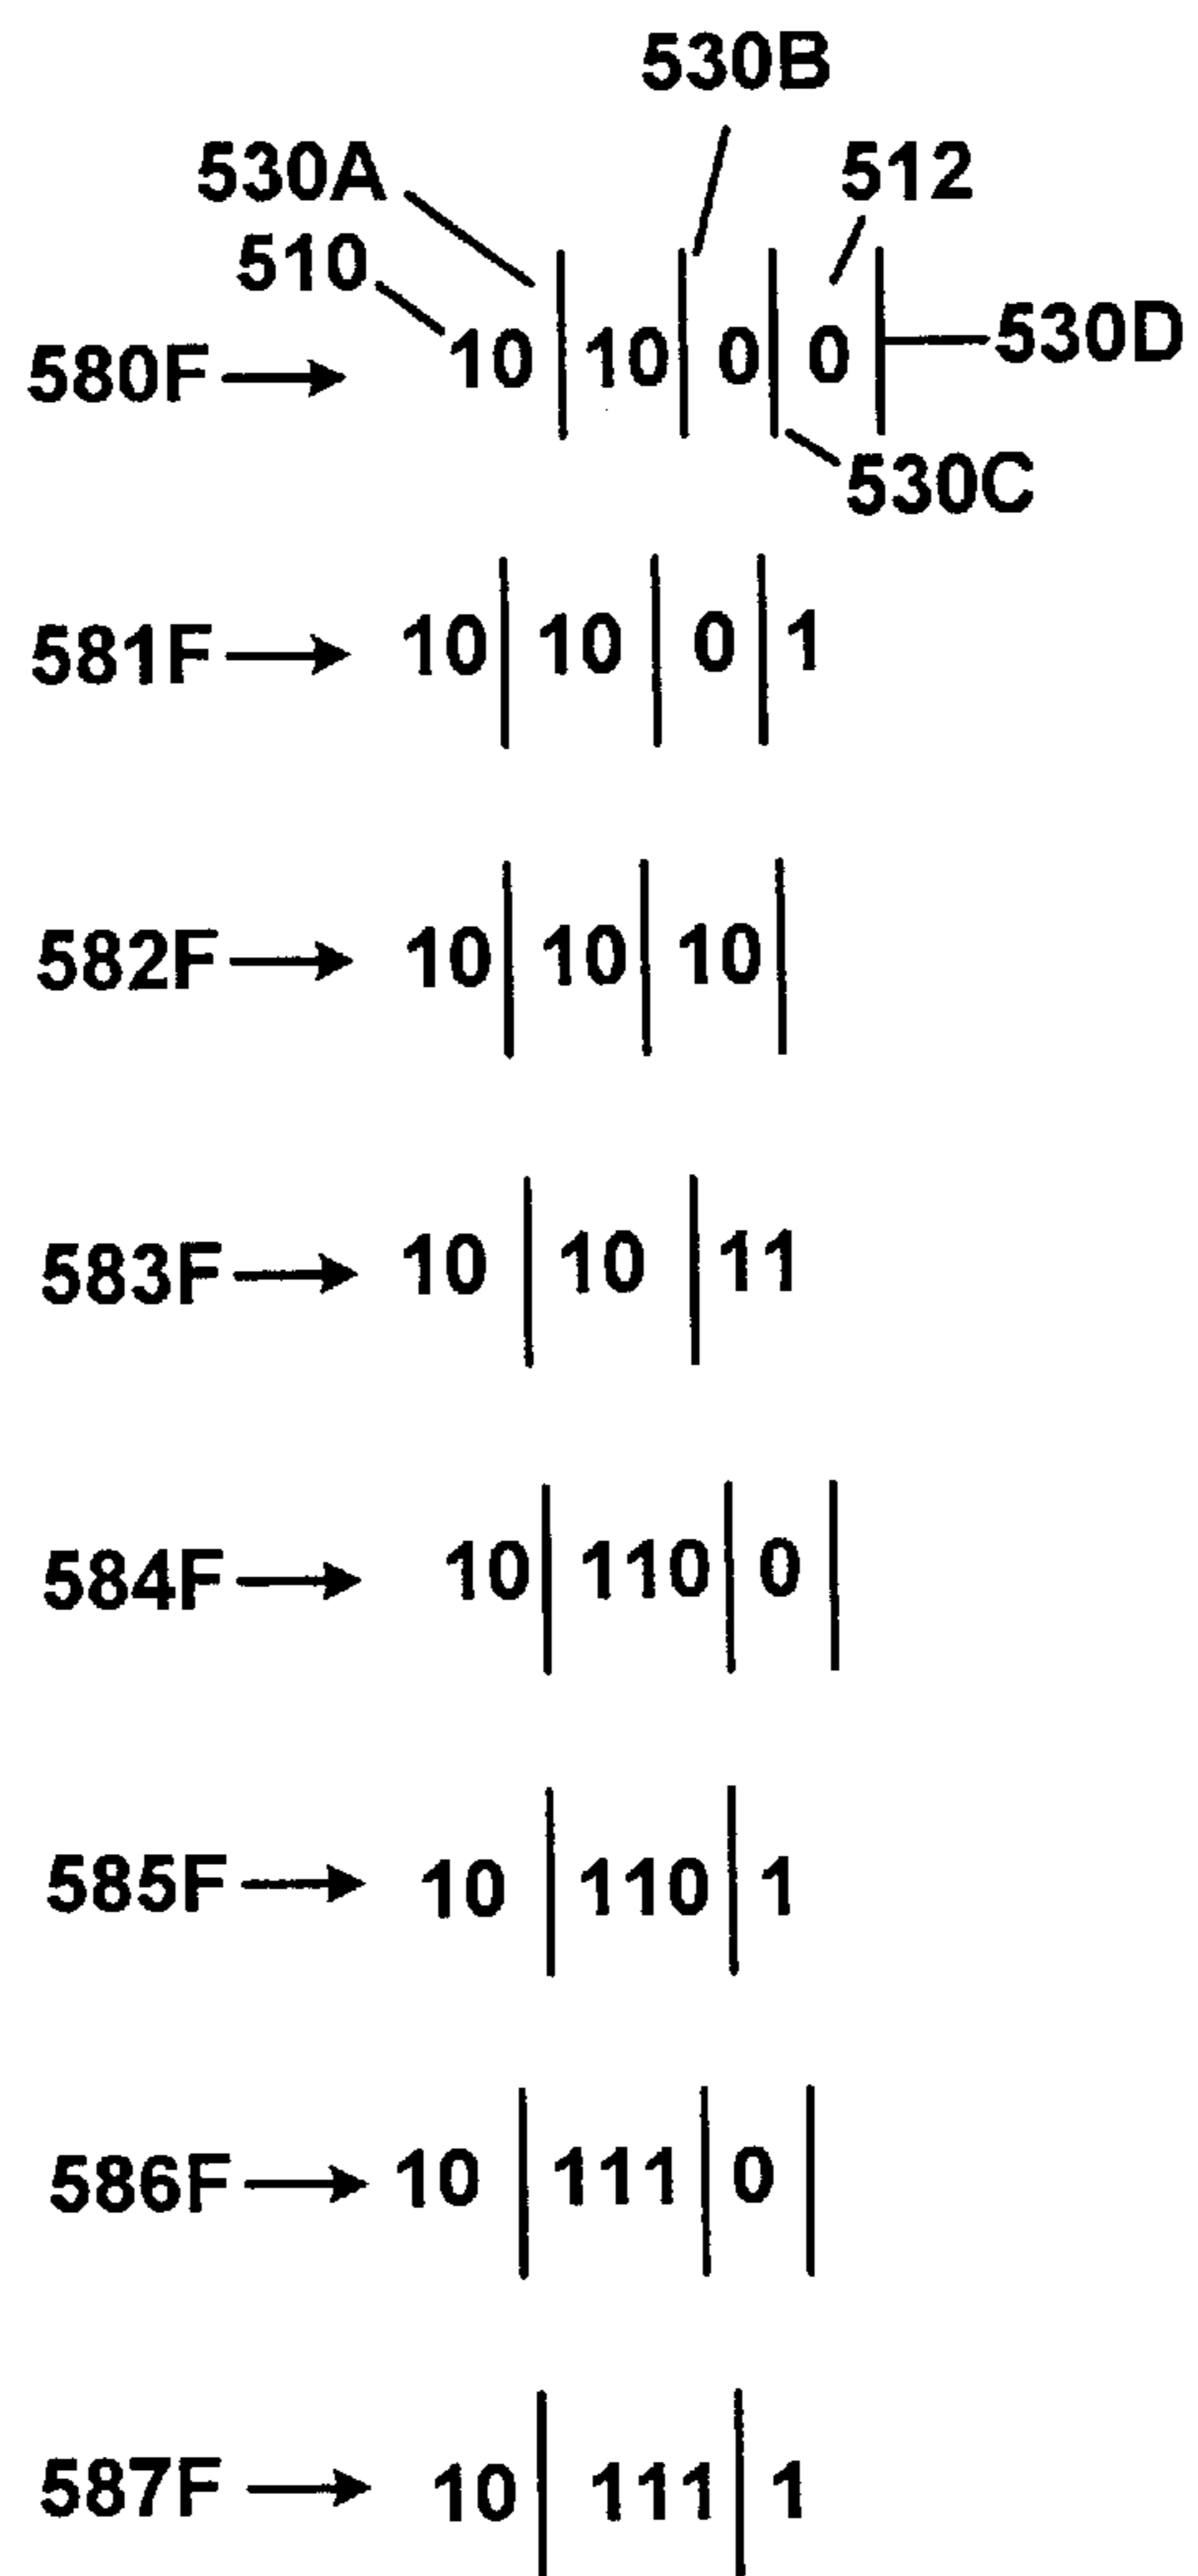 530B
530A 512
510
580F 10 | 10 | 0 | 0 | 530D
530C
581F 10 | 10 | 0 | 1
582F 10 | 10 | 10 |
583F 10 | 10 | 11
584F 10 | 110 | 0 |
585F 10 | 110 | 1
586F 10 | 111 | 0 |
587F 10 | 111 | 1